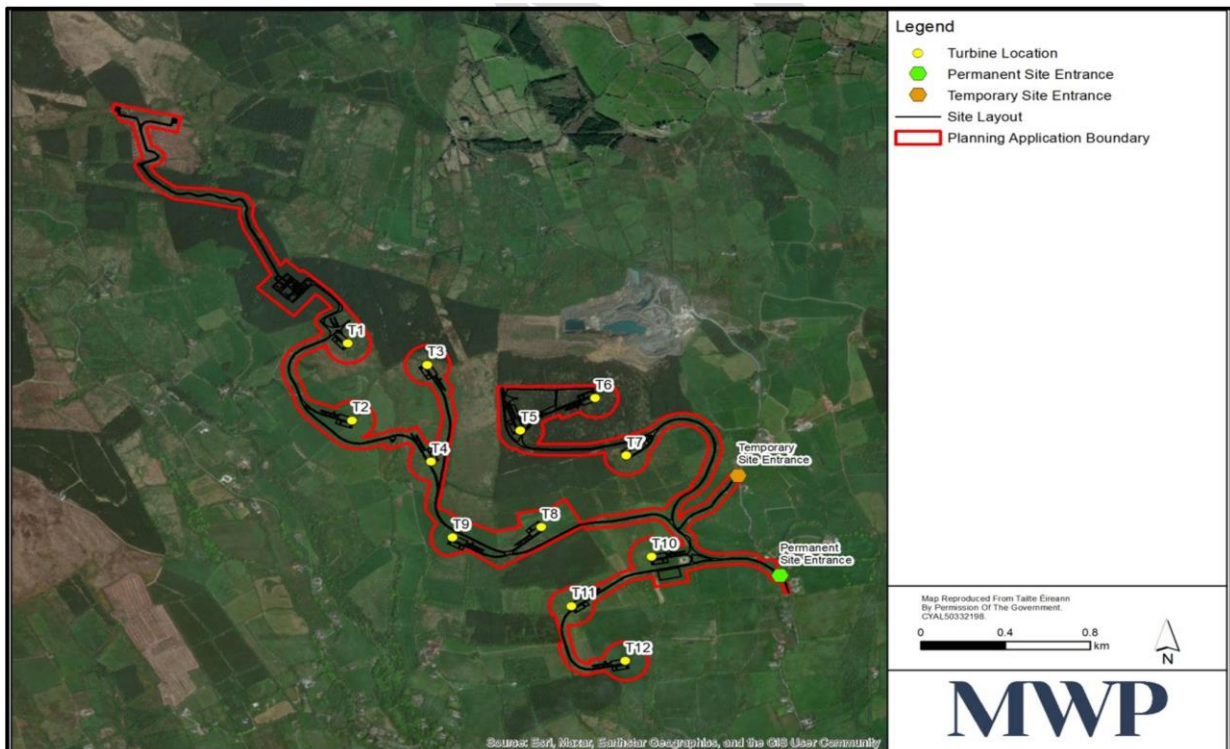 Legend
Turbine Location
Permanent Site Entrance
Temporary Site Entrance
Site Layout
Planning Application Boundary
T1
T3
T2
T6
T5
T4
T7
Temporary
Site Entrance
T9
T8
T10
Permanent
Site Entrance
T11
T12
Map Reproduced From Tailte Éireann
By Permission Of The Government.
CYAL50332198.
0 0.4 0.8
km
N
MWP
Source: Esri, Maxar, Earthstar Geographics, and the GIS User Community